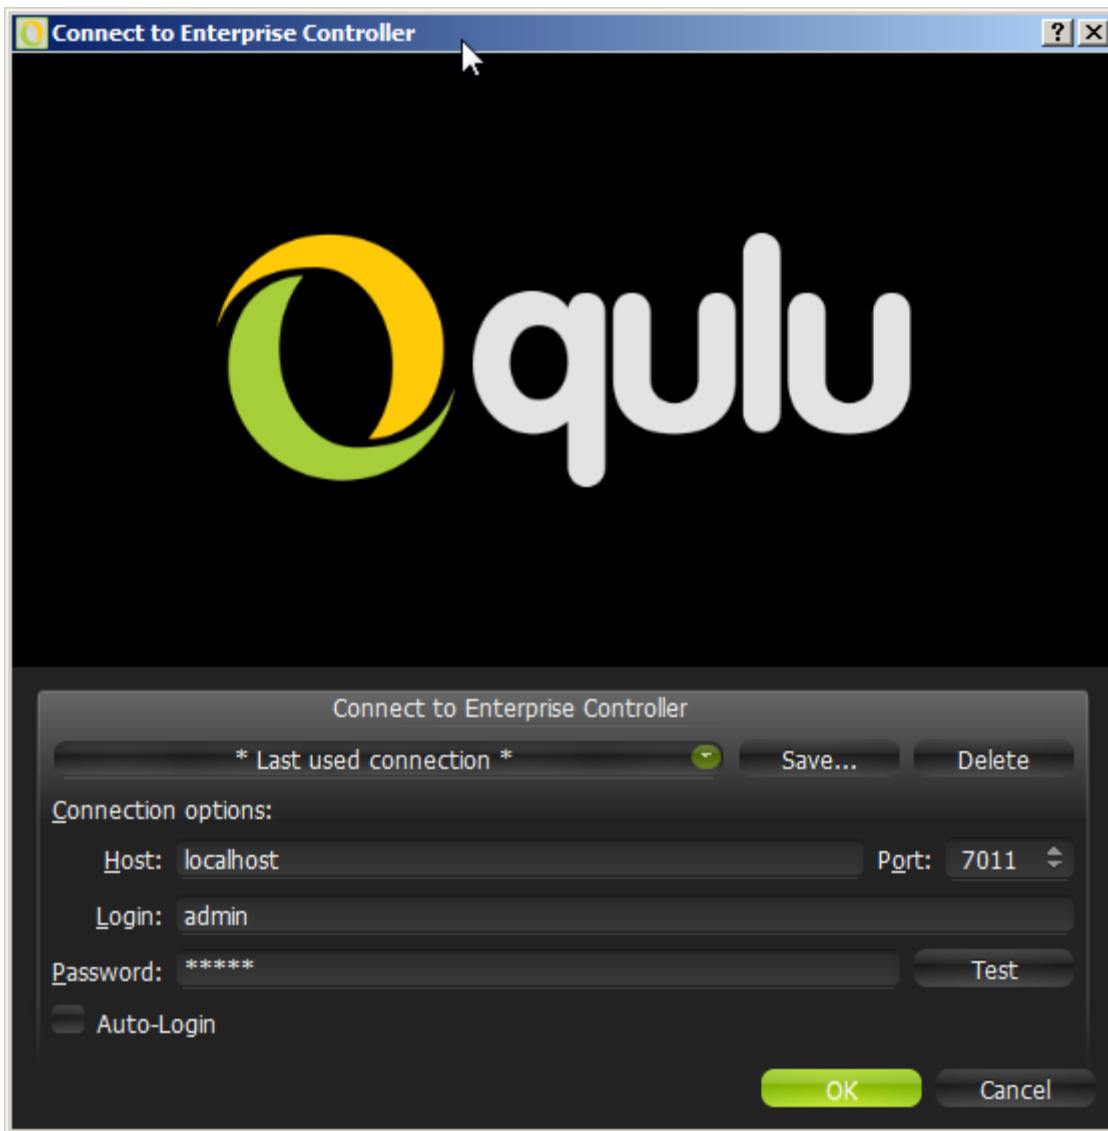 Connect to Enterprise Controller
qulu
Connect to Enterprise Controller
* Last used connection * Save... Delete
Connection options:
Host: localhost Port: 7011
Login: admin
Password: ***** Test
Auto-Login
OK Cancel